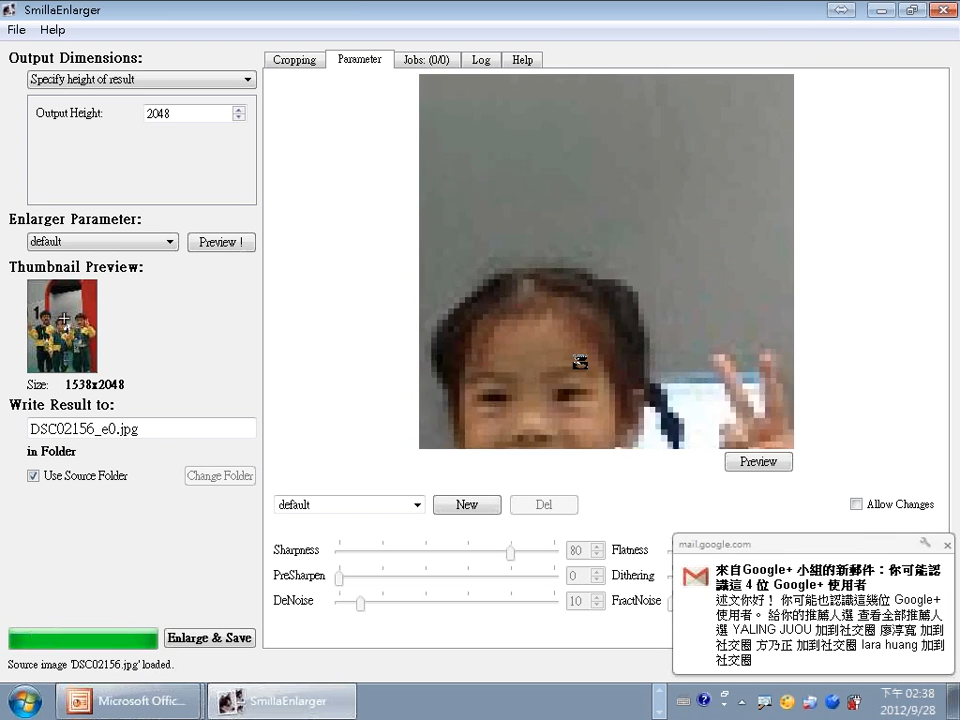 SmillaEnlarger
File Help
Output Dimensions:
Specify height of result
Output Height: 2048
Enlarger Parameter:
default Preview !
Thumbnail Preview:
Size: 1538x2048
Write Result to:
DSC02156_e0.jpg
in Folder
Use Source Folder Change Folder
Enlarge & Save
Source image 'DSC02156.jpg' loaded.
Cropping Parameter Jobs: (0/0) Log Help
Preview
default New Del Allow Changes
Sharpness 80 Flatness
PreSharpen 0 Dithering
DeNoise 10 FractNoise
mail.google.com
來自Google+ 小組的新郵件:你可能認
識這 4 位 Google+ 使用者
述文你好! 你可能也認識這幾位 Google+
使用者。 給你的推薦人選 查看全部推薦人
選 YALING JUOU 加到社交圈 廖淳寬 加到
社交圈 方乃正 加到社交圈 lara huang 加到
社交圈
Microsoft Offic...
SmillaEnlarger
下午 02:38
2012/9/28